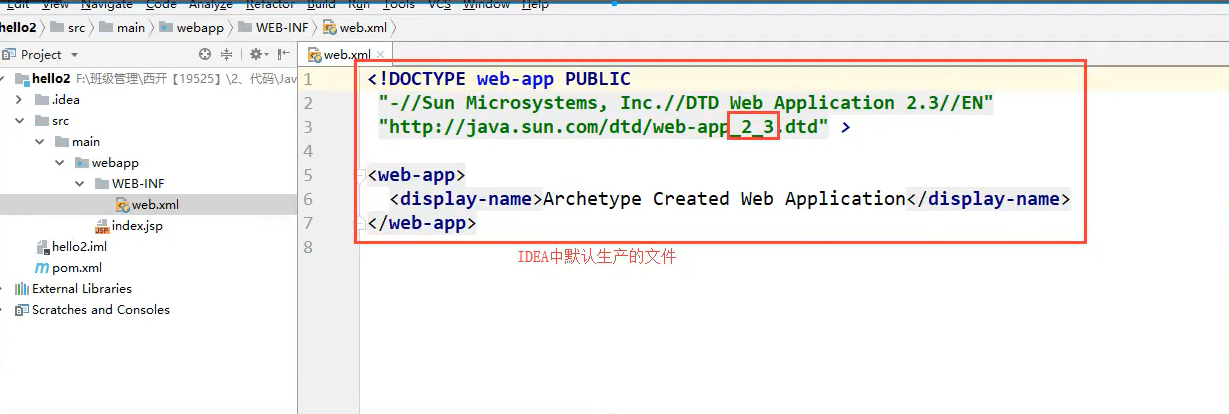 Edit View Navigate Code Analyze Refactor Build Run Tools VCS Window Help
hello2 src main webapp WEB-INF web.xml
Project
web.xml
hello2 F:\班级管理\西开【19525】\2、代码\Jav
.idea
src
main
webapp
WEB-INF
web.xml
index.jsp
hello2.iml
pom.xml
External Libraries
Scratches and Consoles
1 <!DOCTYPE web-app PUBLIC
2 "-//Sun Microsystems, Inc.//DTD Web Application 2.3//EN"
3 "http://java.sun.com/dtd/web-app_2_3.dtd" >
4
5 <web-app>
6 <display-name>Archetype Created Web Application</display-name>
7 </web-app>
8
IDEA中默认生产的文件